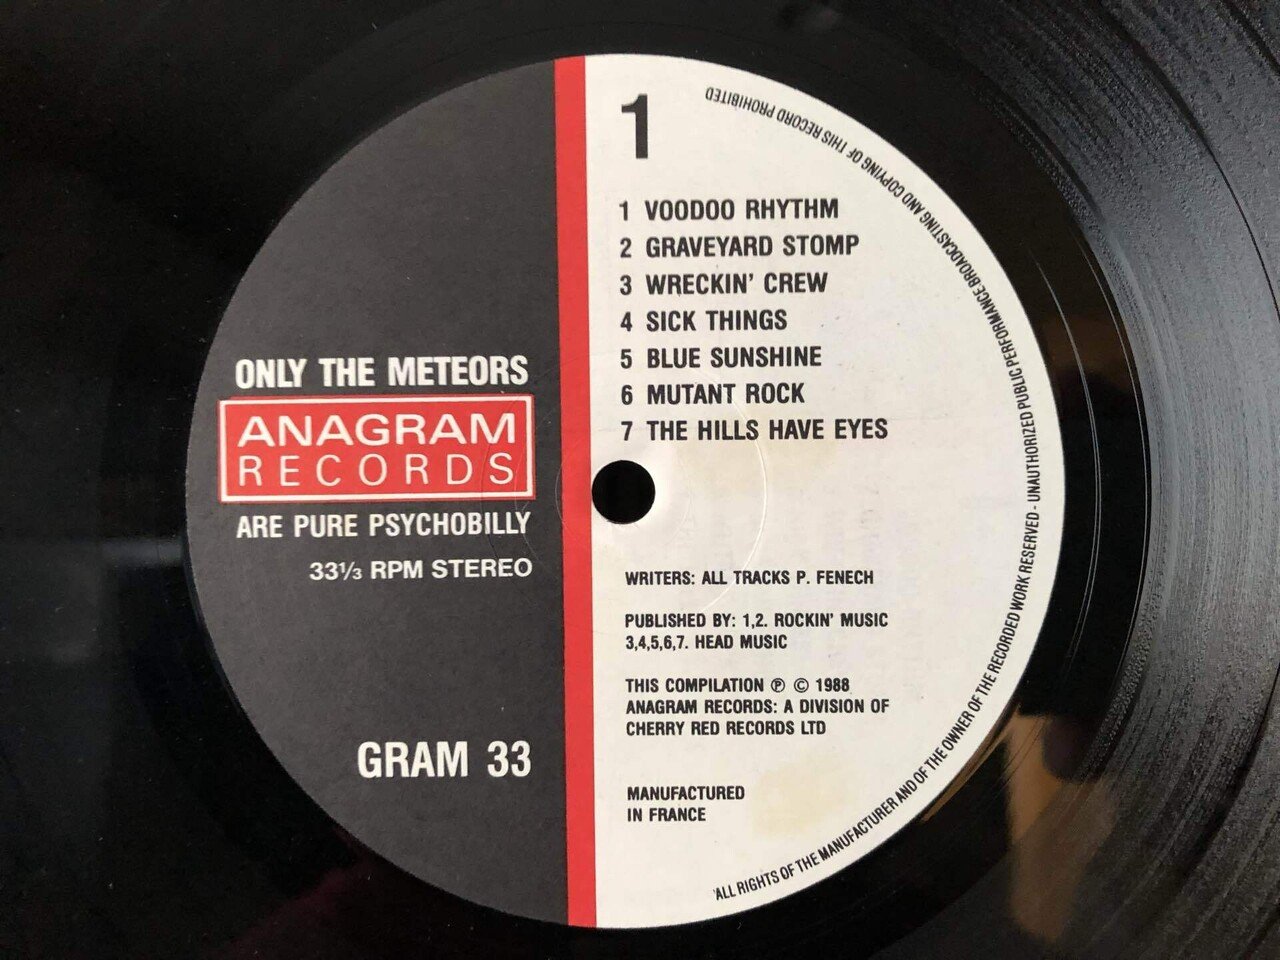 ONLY THE METEORS
ANAGRAM
RECORDS
ARE PURE PSYCHOBILLY
33⅓ RPM STEREO
GRAM 33
1
1 VOODOO RHYTHM
2 GRAVEYARD STOMP
3 WRECKIN' CREW
4 SICK THINGS
5 BLUE SUNSHINE
6 MUTANT ROCK
7 THE HILLS HAVE EYES
WRITERS: ALL TRACKS P. FENECH
PUBLISHED BY: 1,2. ROCKIN' MUSIC
3,4,5,6,7. HEAD MUSIC
THIS COMPILATION ℗ © 1988
ANAGRAM RECORDS: A DIVISION OF
CHERRY RED RECORDS LTD
MANUFACTURED
IN FRANCE
ALL RIGHTS OF THE MANUFACTURER AND OF THE OWNER OF THE RECORDED WORK RESERVED - UNAUTHORIZED PUBLIC PERFORMANCE BROADCASTING AND COPYING OF THIS RECORD PROHIBITED